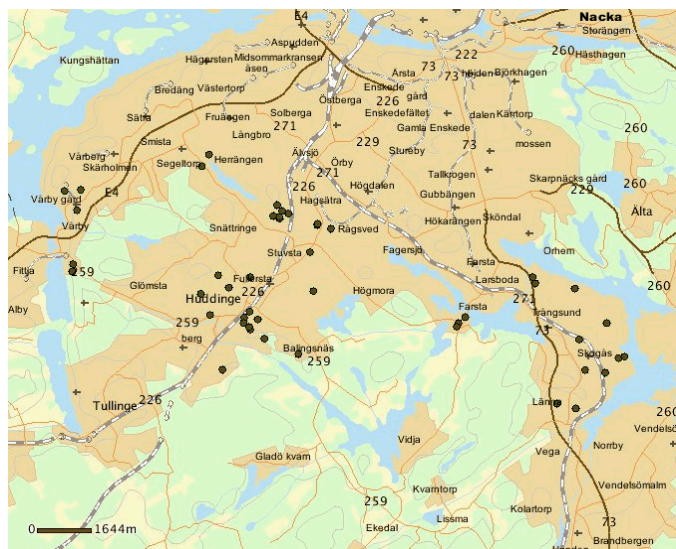 E4
Nacka
Storängen
Aspudden
Kungshättan
Hägersten
Midsommarkransen
222
260
Hästhagen
åsen
Årsta
73
Björkhagen
Bredäng
Västertorp
Enskede
73
höjden
Östberga
226
gård
dalen
Kärrtorp
Sätra
Fruängen
Solberga
Enskedefältet
271
Gamla Enskede
260
Långbro
Smista
229
73
mossen
Örby
Stureby
Vårberg
Segeltorp
Herrängen
Älvsjö
Skärholmen
271
Tallkrogen
Skarpnäcks gård
226
Högdalen
229
260
E4
Gubbängen
Vårby gård
Hagsätra
Älta
Vårby
Snättringe
Rågsved
Hökarängen
Sköndal
Fagersjö
Orhem
Stuvsta
Fittja
259
Farsta
Glömsta
Fullersta
Larsboda
260
226
Högmora
271
Alby
Huddinge
Farsta
Trångsund
259
73
berg
Balingsnäs
Skogås
259
Tullinge
226
Länna
260
Vidja
Norrby
Vendelsö
Vega
Gladö kvarn
Kvarntorp
Vendelsömalm
259
Kolartorp
Lissma
73
0
1644m
Ekedal
Brandbergen